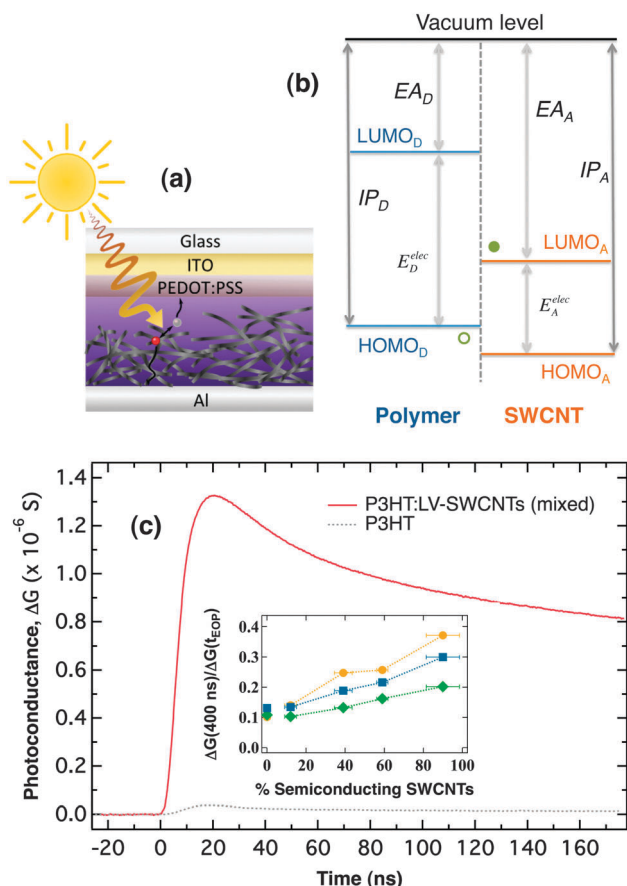 (a)
Glass
ITO
PEDOT:PSS
Al
Vacuum level
(b)
EA_D
EA_A
LUMO_D
IP_D
IP_A
LUMO_A
E_D^elec
E_A^elec
HOMO_D
HOMO_A
Polymer SWCNT
(c)
P3HT:LV-SWCNTs (mixed)
P3HT
Photoconductance, ΔG (x 10^-6 S)
1.4
1.2
1.0
0.8
0.6
0.4
0.2
0.0
-20 0 20 40 60 80 100 120 140 160
Time (ns)
ΔG(400 ns)/ΔG(t_EOP)
0.4
0.3
0.2
0.1
0.0
0 20 40 60 80 100
% Semiconducting SWCNTs